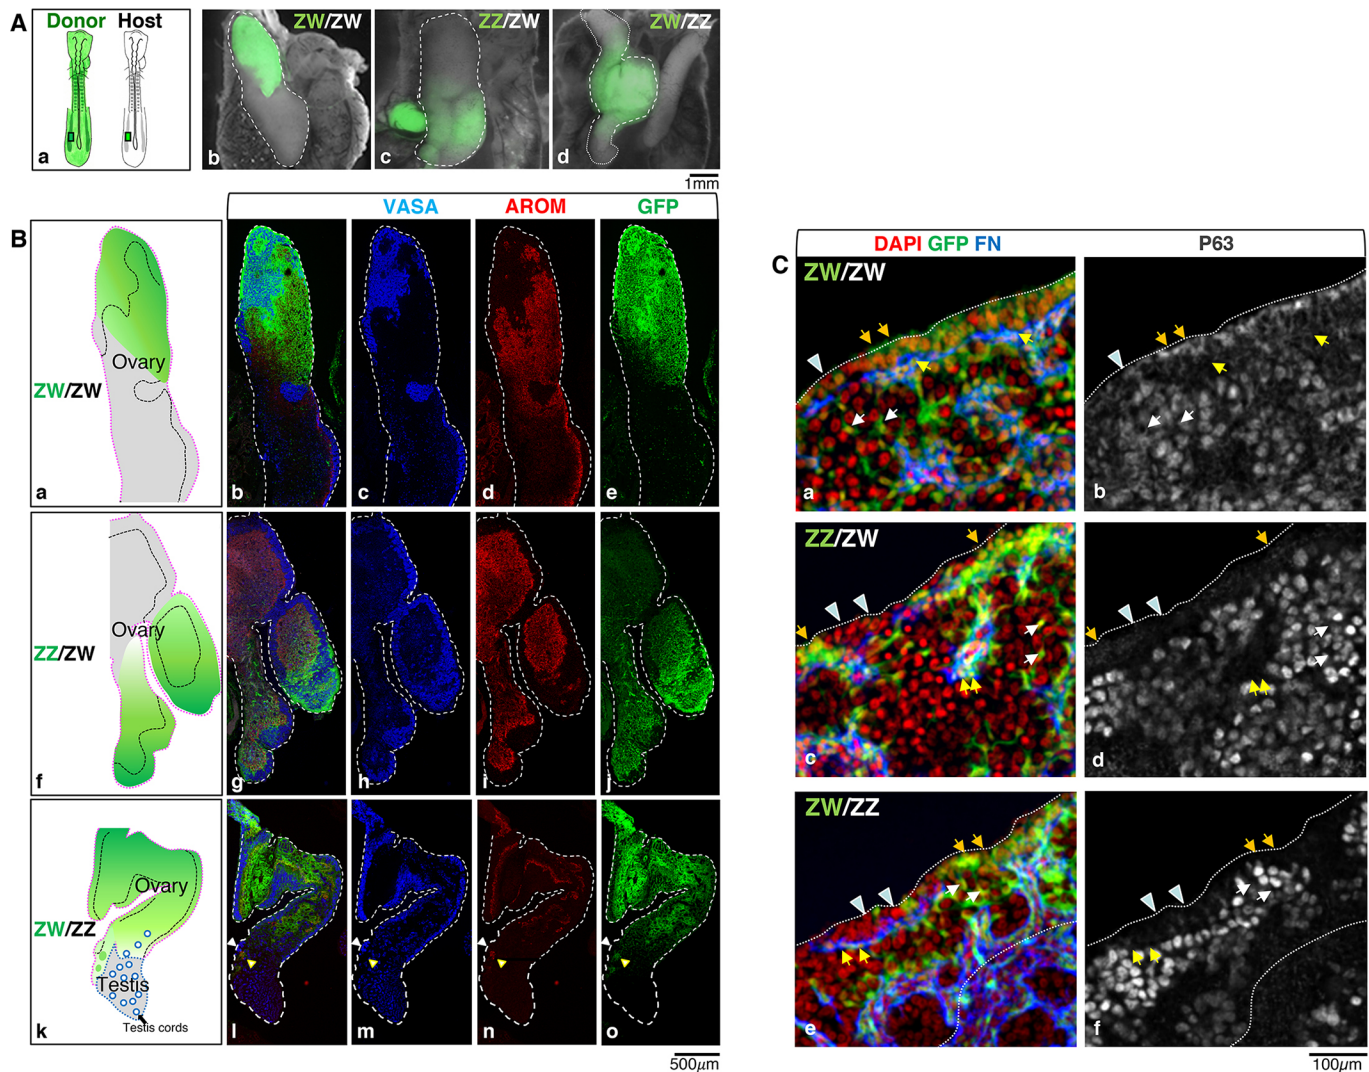 A
Donor Host
a
ZW/ZW
b
ZZ/ZW
c
ZW/ZZ
d
1mm
VASA AROM GFP
B
Ovary
ZW/ZW
a
b
c
d
e
Ovary
ZZ/ZW
f
g
h
i
j
Ovary
ZW/ZZ
Testis
Testis cords
k
l
m
n
o
500µm
C
DAPI GFP FN P63
ZW/ZW
a
b
ZZ/ZW
c
d
ZW/ZZ
e
f
100µm